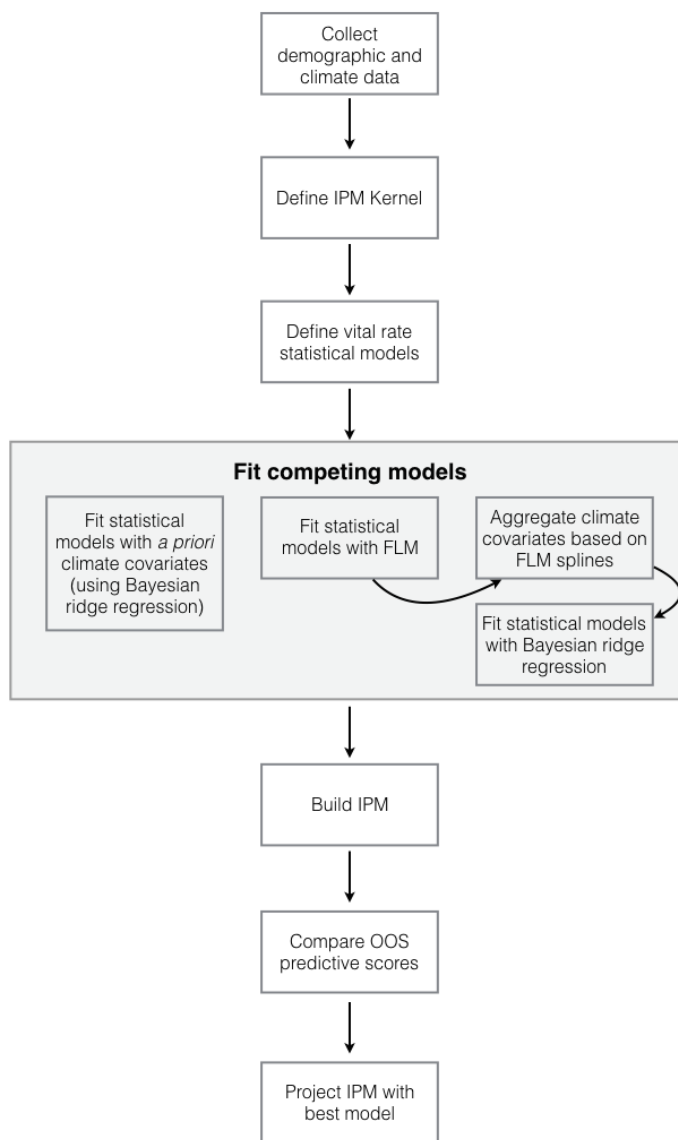 Collect
demographic and
climate data
Define IPM Kernel
Define vital rate
statistical models
Fit competing models
Fit statistical
models with a priori
climate covariates
(using Bayesian
ridge regression)
Fit statistical
models with FLM
Aggregate climate
covariates based on
FLM splines
Fit statistical models
with Bayesian ridge
regression
Build IPM
Compare OOS
predictive scores
Project IPM with
best model